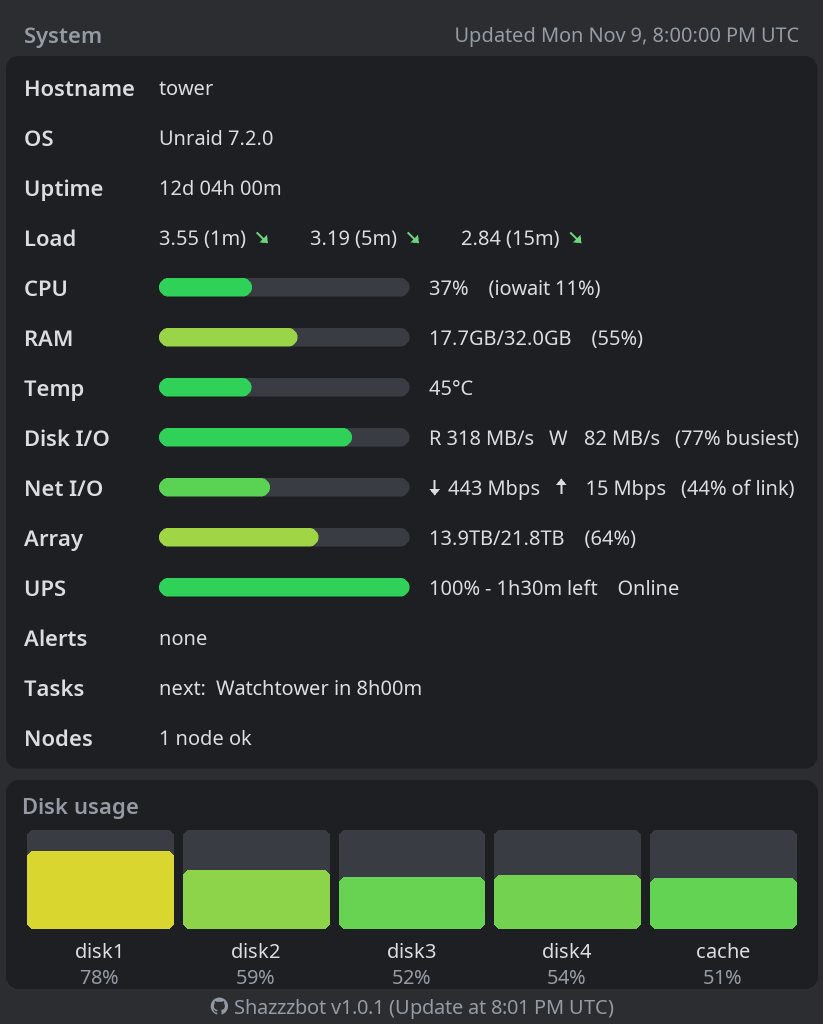 System Updated Mon Nov 9, 8:00:00 PM UTC
Hostname tower
OS Unraid 7.2.0
Uptime 12d 04h 00m
Load 3.55 (1m) ↘ 3.19 (5m) ↘ 2.84 (15m) ↘
CPU 37% (iowait 11%)
RAM 17.7GB/32.0GB (55%)
Temp 45°C
Disk I/O R 318 MB/s W 82 MB/s (77% busiest)
Net I/O ↓ 443 Mbps ↑ 15 Mbps (44% of link)
Array 13.9TB/21.8TB (64%)
UPS 100% - 1h30m left Online
Alerts none
Tasks next: Watchtower in 8h00m
Nodes 1 node ok
Disk usage
disk1 disk2 disk3 disk4 cache
78% 59% 52% 54% 51%
Shazzzbot v1.0.1 (Update at 8:01 PM UTC)